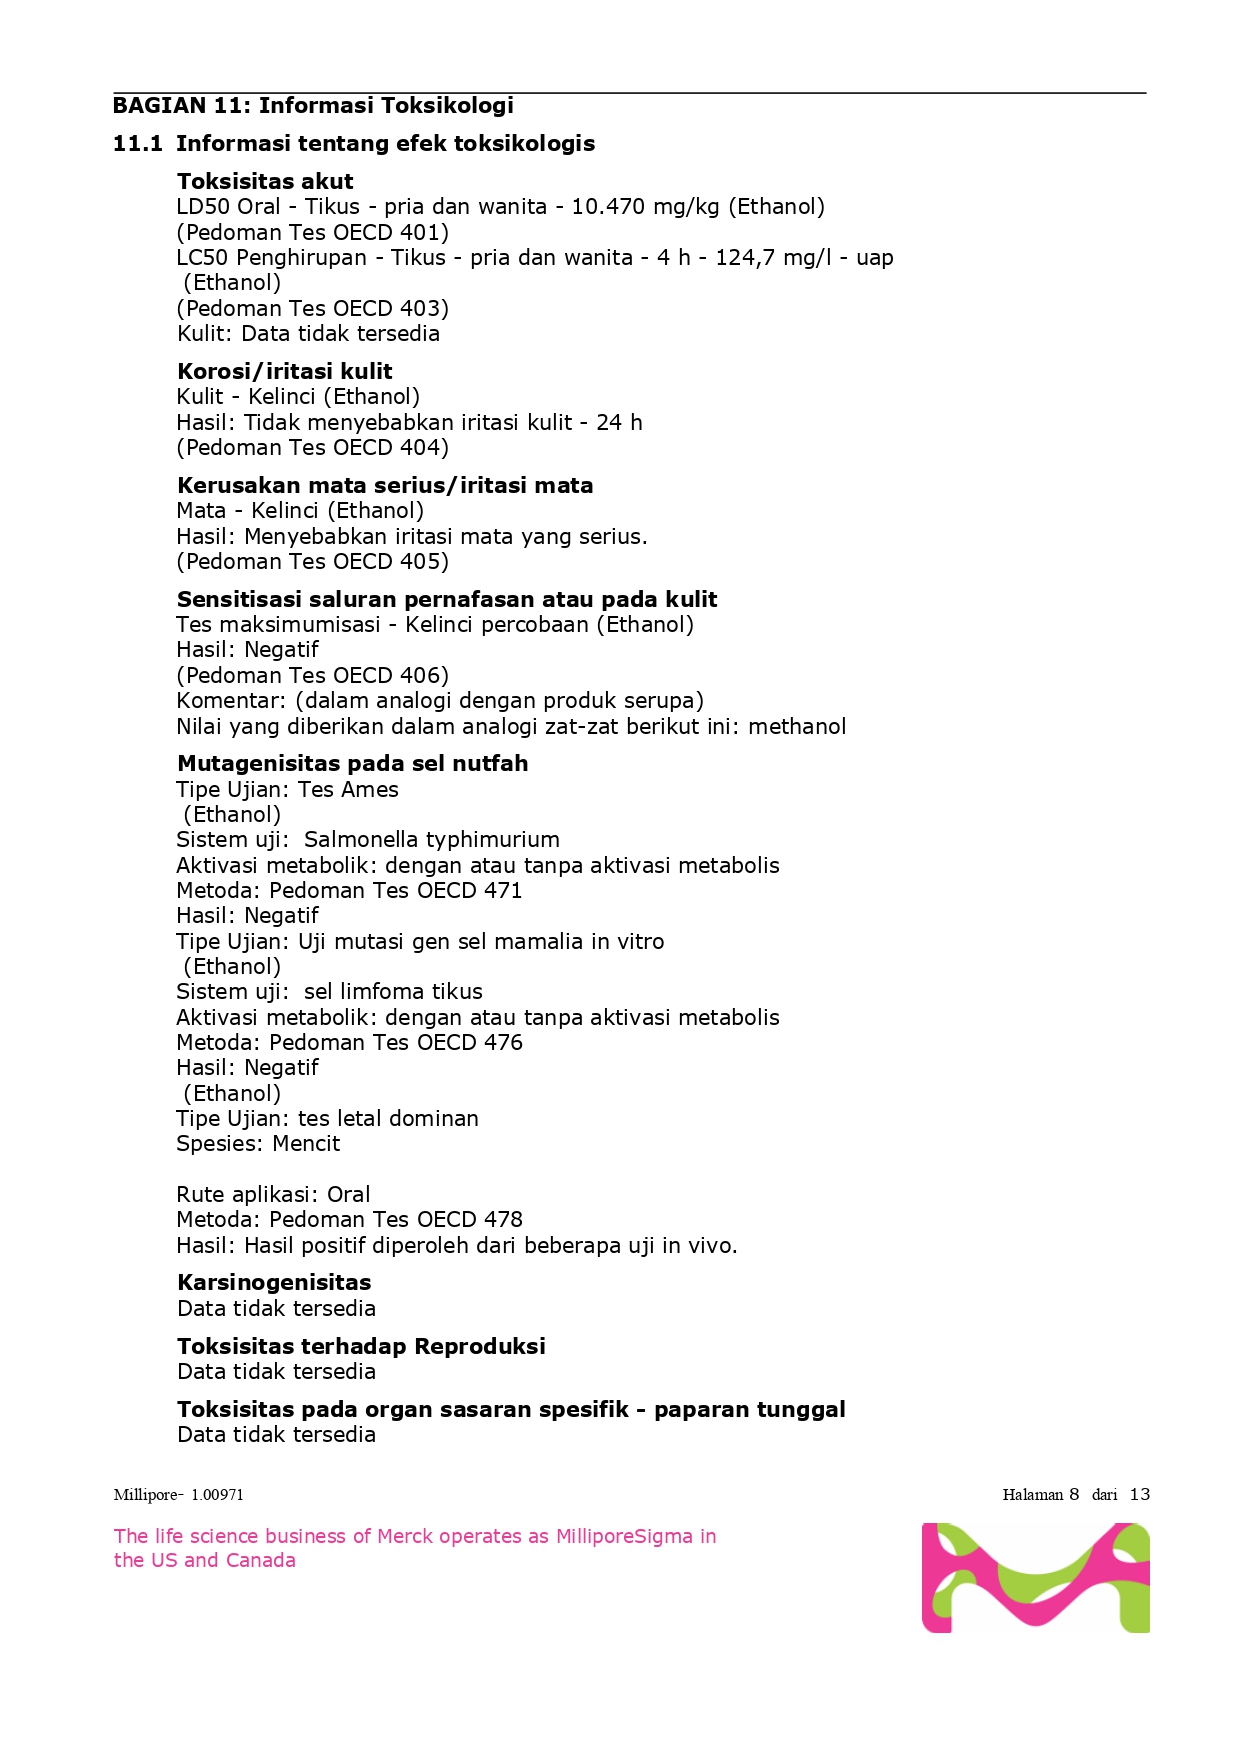 BAGIAN 11: Informasi Toksikologi
11.1 Informasi tentang efek toksikologis
Toksisitas akut
LD50 Oral - Tikus - pria dan wanita - 10.470 mg/kg (Ethanol)
(Pedoman Tes OECD 401)
LC50 Penghirupan - Tikus - pria dan wanita - 4 h - 124,7 mg/l - uap
(Ethanol)
(Pedoman Tes OECD 403)
Kulit: Data tidak tersedia
Korosi/iritasi kulit
Kulit - Kelinci (Ethanol)
Hasil: Tidak menyebabkan iritasi kulit - 24 h
(Pedoman Tes OECD 404)
Kerusakan mata serius/iritasi mata
Mata - Kelinci (Ethanol)
Hasil: Menyebabkan iritasi mata yang serius.
(Pedoman Tes OECD 405)
Sensitisasi saluran pernafasan atau pada kulit
Tes maksimumisasi - Kelinci percobaan (Ethanol)
Hasil: Negatif
(Pedoman Tes OECD 406)
Komentar: (dalam analogi dengan produk serupa)
Nilai yang diberikan dalam analogi zat-zat berikut ini: methanol
Mutagenisitas pada sel nutfah
Tipe Ujian: Tes Ames
(Ethanol)
Sistem uji: Salmonella typhimurium
Aktivasi metabolik: dengan atau tanpa aktivasi metabolis
Metoda: Pedoman Tes OECD 471
Hasil: Negatif
Tipe Ujian: Uji mutasi gen sel mamalia in vitro
(Ethanol)
Sistem uji: sel limfoma tikus
Aktivasi metabolik: dengan atau tanpa aktivasi metabolis
Metoda: Pedoman Tes OECD 476
Hasil: Negatif
(Ethanol)
Tipe Ujian: tes letal dominan
Spesies: Mencit
Rute aplikasi: Oral
Metoda: Pedoman Tes OECD 478
Hasil: Hasil positif diperoleh dari beberapa uji in vivo.
Karsinogenisitas
Data tidak tersedia
Toksisitas terhadap Reproduksi
Data tidak tersedia
Toksisitas pada organ sasaran spesifik - paparan tunggal
Data tidak tersedia
Millipore- 1.00971 Halaman 8 dari 13
The life science business of Merck operates as MilliporeSigma in
the US and Canada